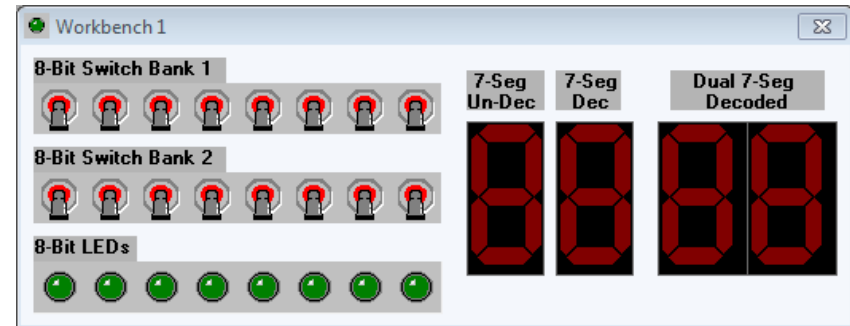 Workbench 1
8-Bit Switch Bank 1
8-Bit Switch Bank 2
8-Bit LEDs
7-Seg
Un-Dec
7-Seg
Dec
Dual 7-Seg
Decoded